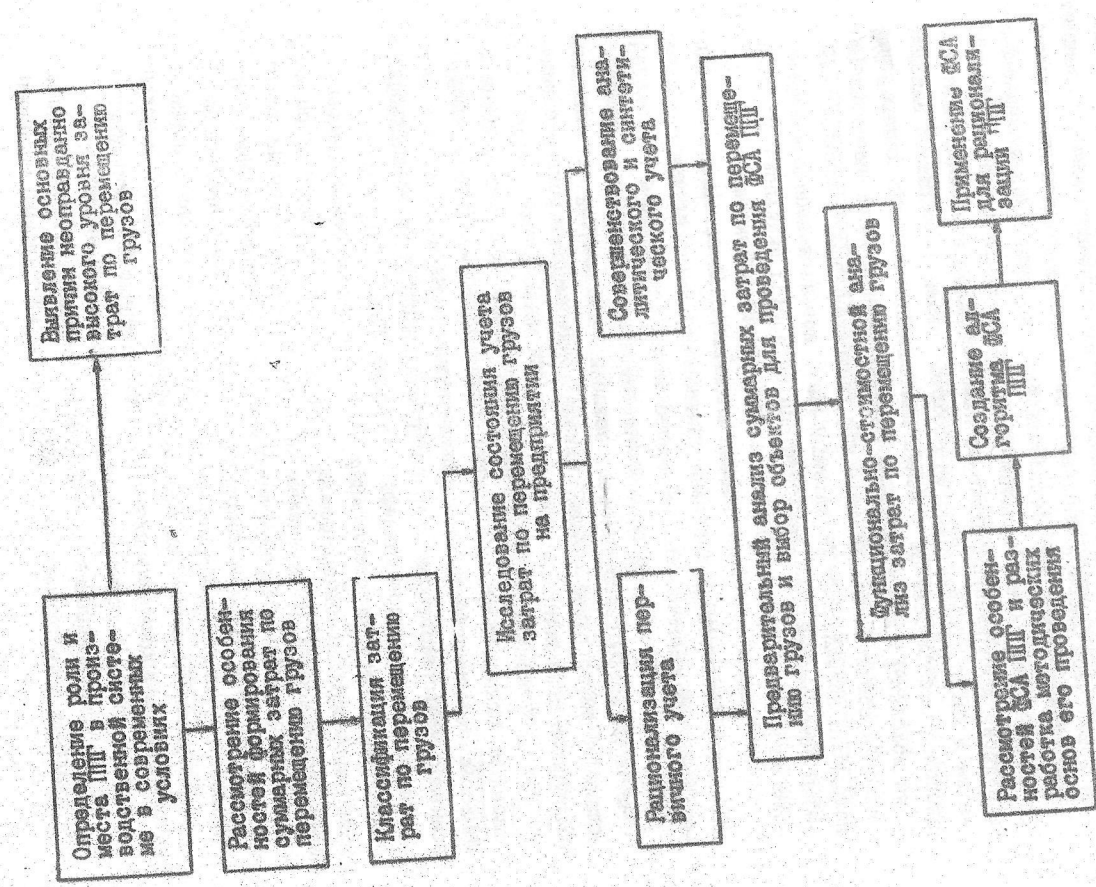 Определение роли и
места ППГ в произ-
водственной систе-
ме в современных
условиях
Выявление основных
причин неоправданно
высокого уровня за-
трат по перемещению
грузов
Рассмотрение особен-
ностей формирования
суммарных затрат по
перемещению грузов
Классификация зат-
рат по перемещению
грузов
Исследование состояния учета
затрат по перемещению грузов
на предприятии
Рационализация пер-
вичного учета
Совершенствование ана-
литического и синтети-
ческого учета
Предварительный анализ суммарных затрат по перемеще-
нию грузов и выбор объектов для проведения ФСА ППГ
Функционально-стоимостной ана-
лиз затрат по перемещению грузов
Рассмотрение особен-
ностей ФСА ППГ и раз-
работка методических
основ его проведения
Создание ал-
горитма ФСА
ППГ
Применение ФСА
для рационали-
зации ППГ